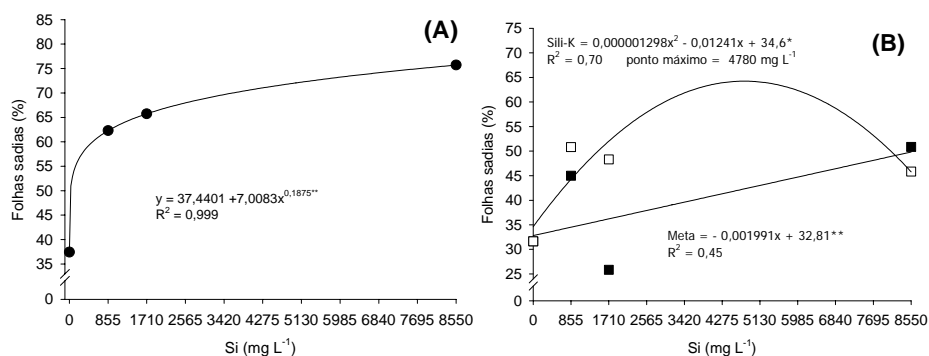 (A)
85
80
75
70
65
60
55
50
45
40
35
0
Folhas sadias (%)
y = 37,4401 +7,0083x^0,1875**
R² = 0,999
0 855 1710 2565 3420 4275 5130 5985 6840 7695 8550
Si (mg L⁻¹)
(B)
Sili-K = 0,000001298x² - 0,01241x + 34,6*
R² = 0,70 ponto máximo = 4780 mg L⁻¹
75
70
65
60
55
50
45
40
35
30
25
0
Folhas sadias (%)
Meta = - 0,001991x + 32,81**
R² = 0,45
0 855 1710 2565 3420 4275 5130 5985 6840 7695 8550
Si (mg L⁻¹)